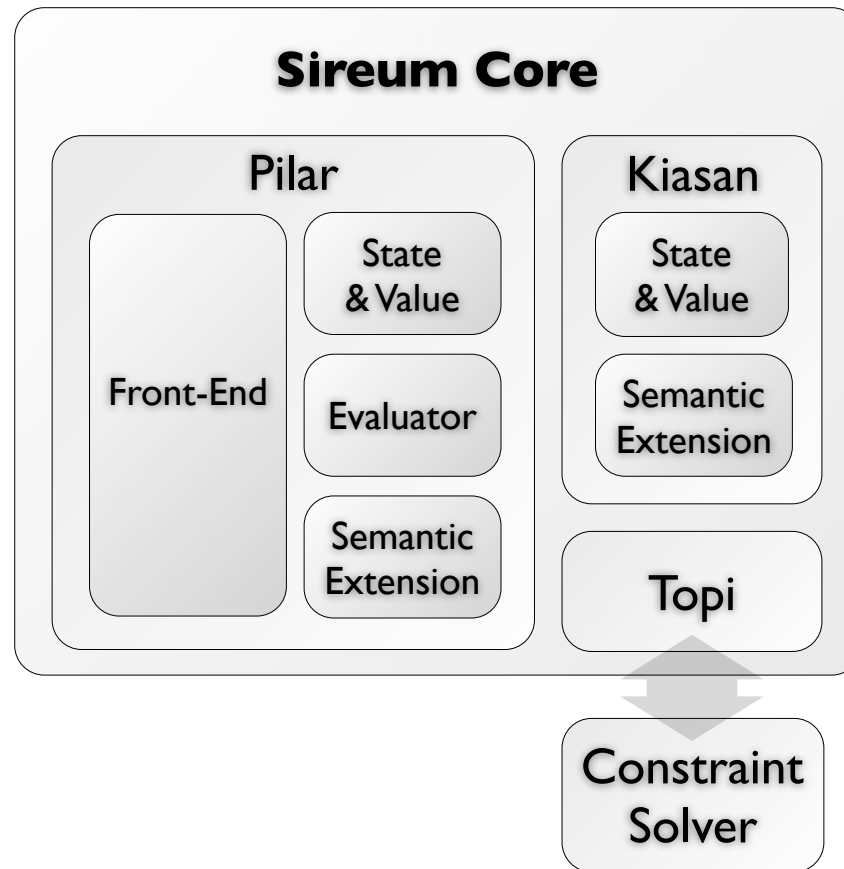 Sireum Core
Pilar
Front-End
State
& Value
Evaluator
Semantic
Extension
Kiasan
State
& Value
Semantic
Extension
Topi
Constraint
Solver